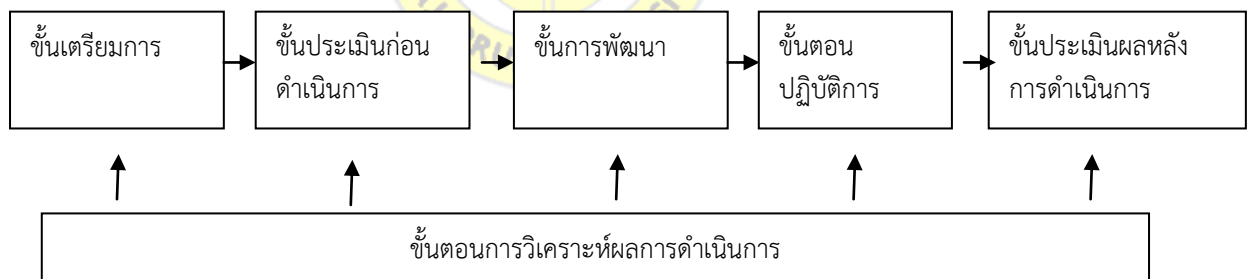 ขั้นเตรียมการ
ขั้นประเมินก่อน
ดำเนินการ
ขั้นการพัฒนา
ขั้นตอน
ปฏิบัติการ
ขั้นประเมินผลหลัง
การดำเนินการ
ขั้นตอนการวิเคราะห์ผลการดำเนินการ